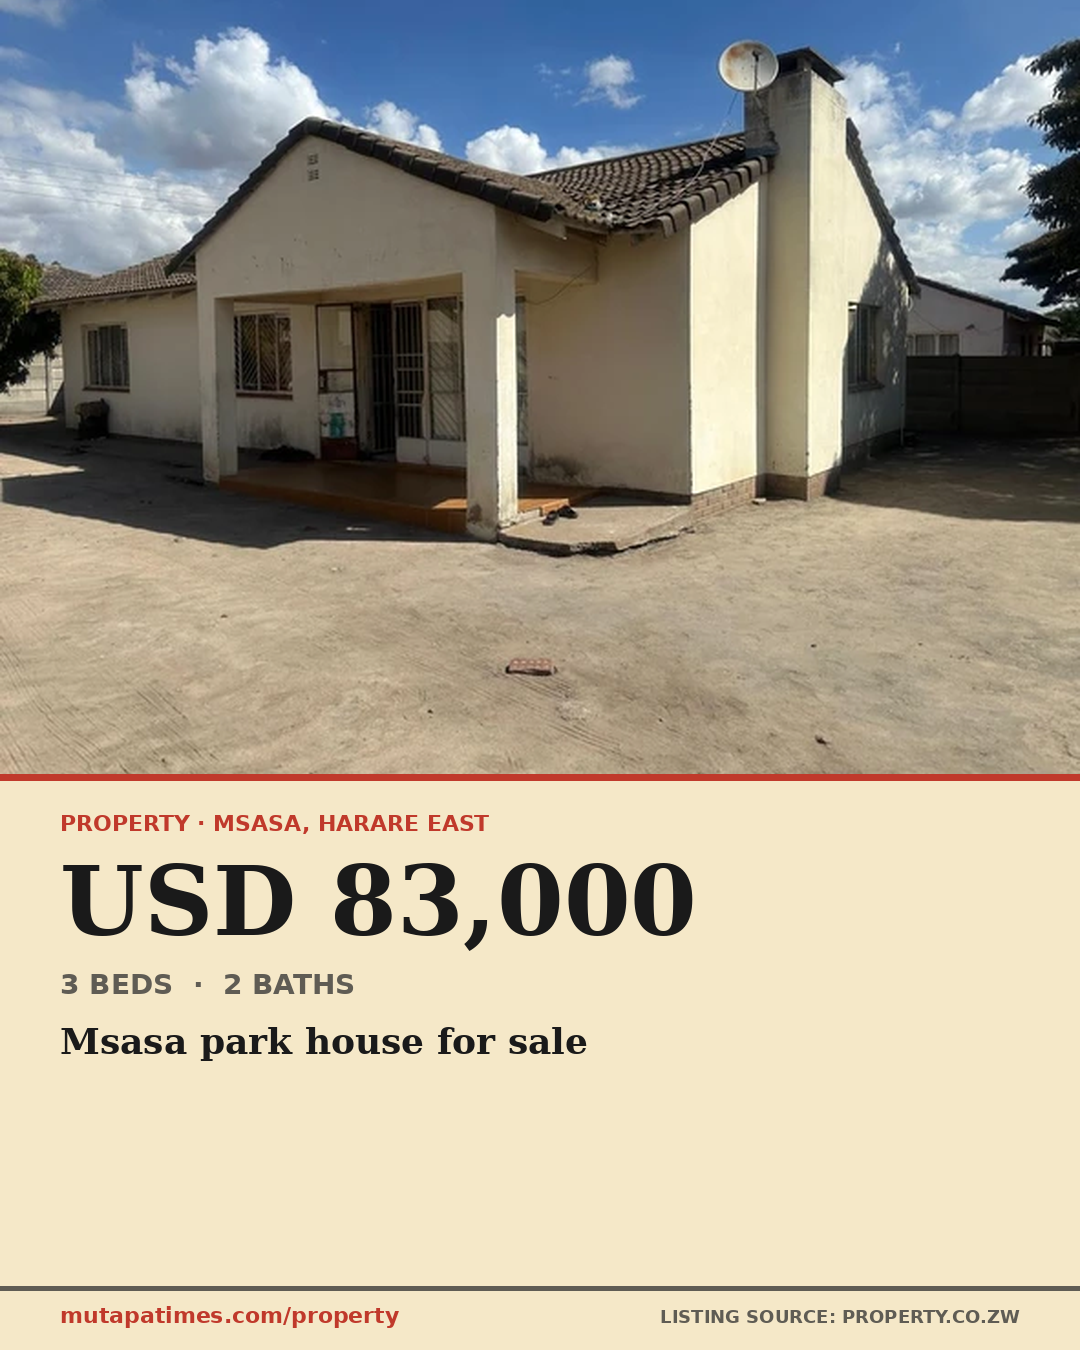 PROPERTY · MSASA, HARARE EAST
USD 83,000
3 BEDS · 2 BATHS
Msasa park house for sale
mutapatimes.com/property
LISTING SOURCE: PROPERTY.CO.ZW